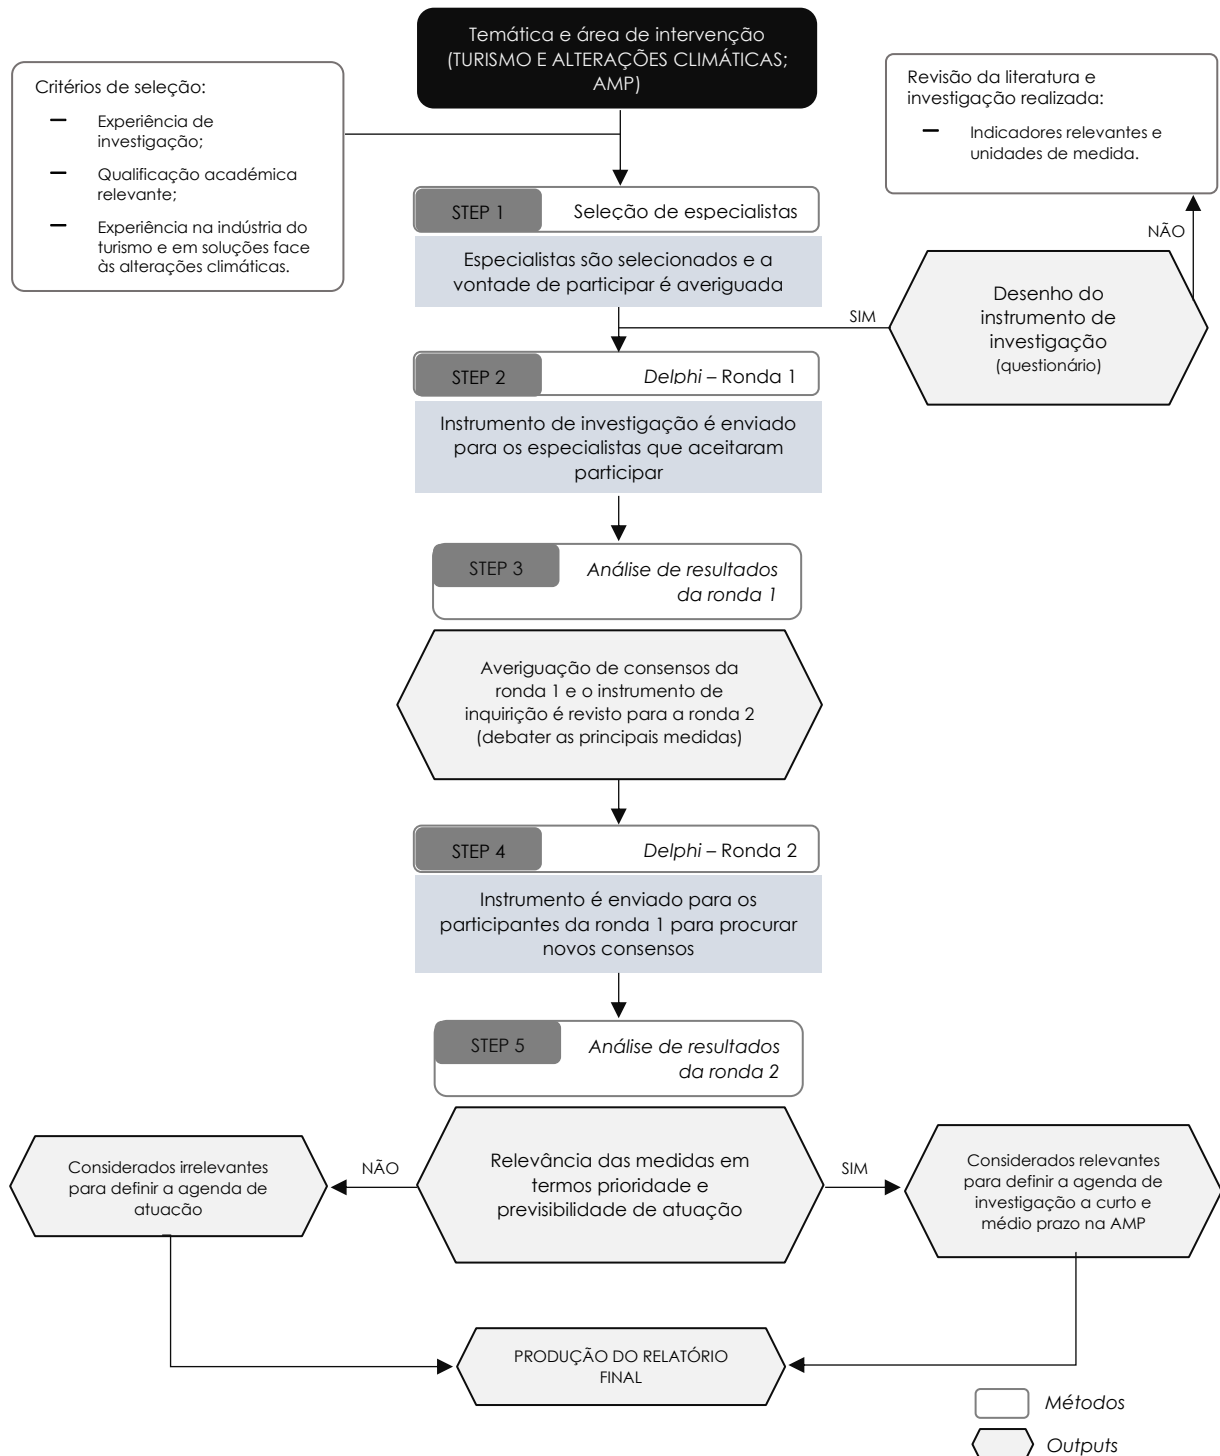 Temática e área de intervenção
(TURISMO E ALTERAÇÕES CLIMÁTICAS;
AMP)
Critérios de seleção:
– Experiência de
investigação;
– Qualificação académica
relevante;
– Experiência na indústria do
turismo e em soluções face
às alterações climáticas.
Revisão da literatura e
investigação realizada:
– Indicadores relevantes e
unidades de medida.
STEP 1
Seleção de especialistas
Especialistas são selecionados e a
vontade de participar é averiguada
NÃO
SIM
Desenho do
instrumento de
investigação
(questionário)
STEP 2
Delphi – Ronda 1
Instrumento de investigação é enviado
para os especialistas que aceitaram
participar
STEP 3
Análise de resultados
da ronda 1
Averiguação de consensos da
ronda 1 e o instrumento de
inquirição é revisto para a ronda 2
(debater as principais medidas)
STEP 4
Delphi – Ronda 2
Instrumento é enviado para os
participantes da ronda 1 para procurar
novos consensos
STEP 5
Análise de resultados
da ronda 2
Considerados irrelevantes
para definir a agenda de
atuação
NÃO
Relevância das medidas em
termos prioridade e
previsibilidade de atuação
SIM
Considerados relevantes
para definir a agenda de
investigação a curto e
médio prazo na AMP
PRODUÇÃO DO RELATÓRIO
FINAL
Métodos
Outputs